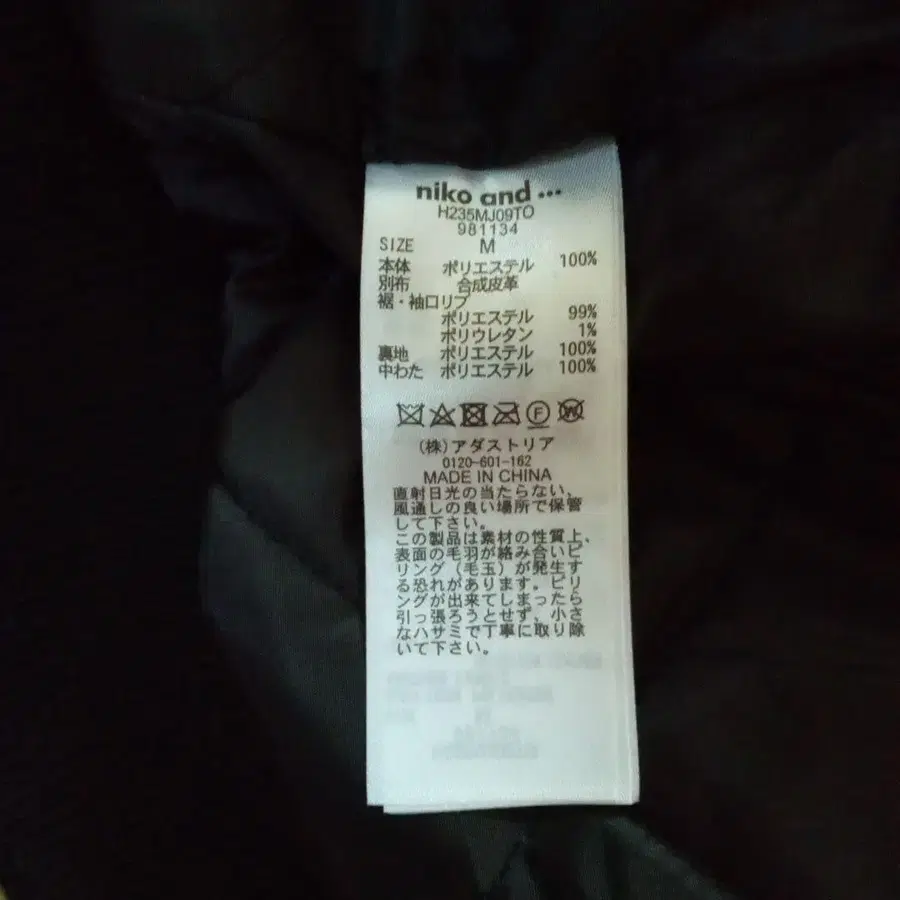 niko and ...
H235MJ09TO
981134
SIZE M
本体 ポリエステル 100%
別布 合成皮革
裾・袖口リブ
ポリエステル 99%
ポリウレタン 1%
裏地 ポリエステル 100%
中わた ポリエステル 100%
F W
(株)アダストリア
0120-601-162
MADE IN CHINA
直射日光の当たらない、
風通しの良い場所で保管
して下さい。
この製品は素材の性質上、
表面の毛羽が絡み合いピ
リング(毛玉)が発生す
る恐れがあります。ピリ
ングが出来てしまったら
引っ張ろうとせず、小さ
なハサミで丁寧に取り除
いて下さい。